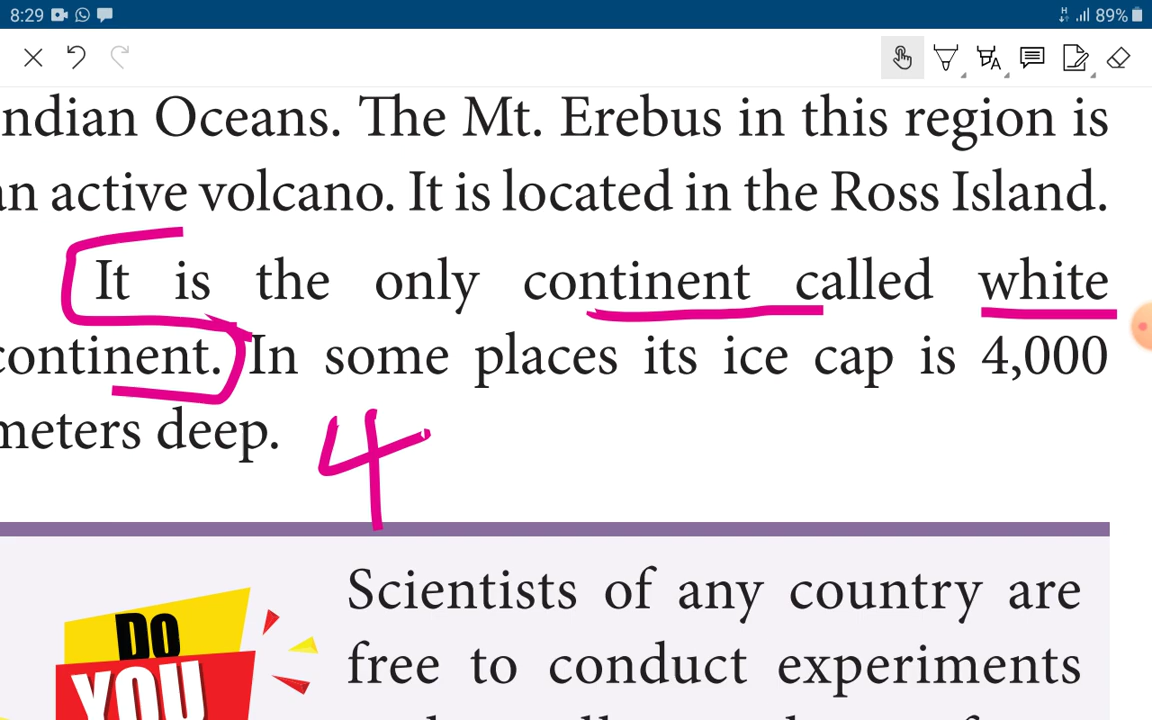 8:29
89%
ndian Oceans. The Mt. Erebus in this region is
an active volcano. It is located in the Ross Island.
It is the only continent called white
continent. In some places its ice cap is 4,000
meters deep.
4
Scientists of any country are
DO
free to conduct experiments
YOU